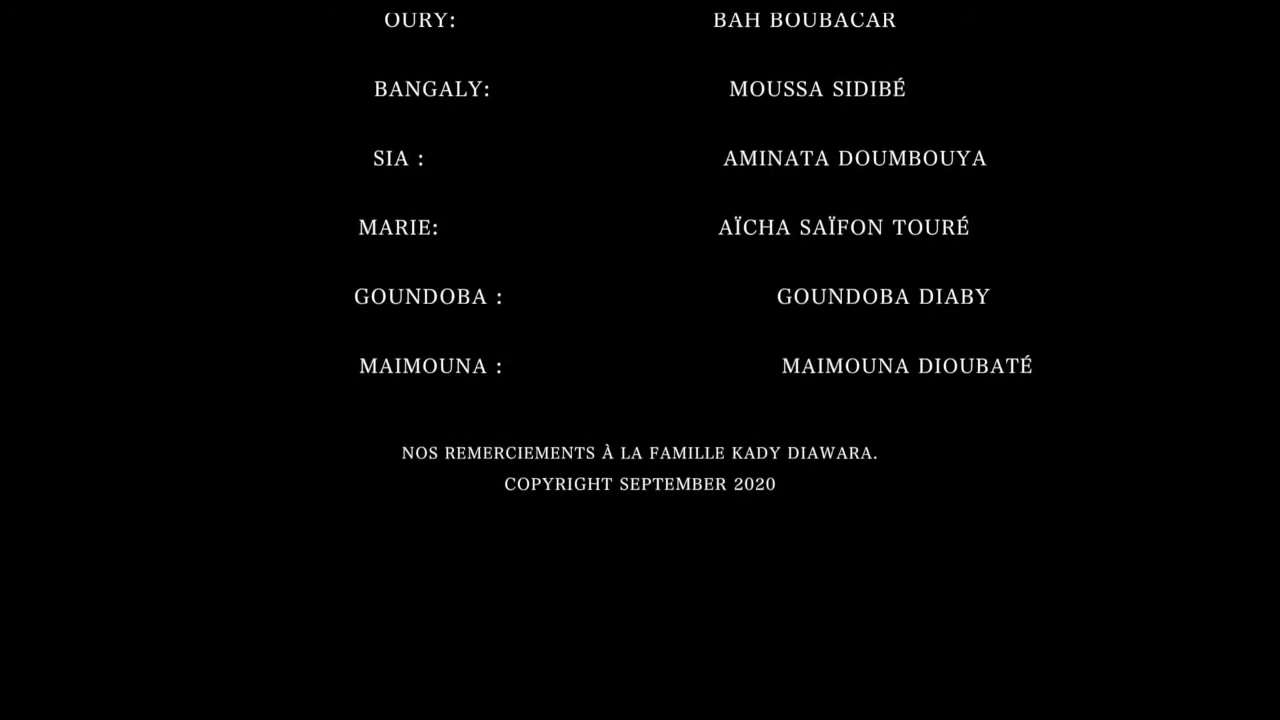 OURY: BAH BOUBACAR
BANGALY: MOUSSA SIDIBÉ
SIA : AMINATA DOUMBOUYA
MARIE: AÏCHA SAÏFON TOURÉ
GOUNDOBA : GOUNDOBA DIABY
MAIMOUNA : MAIMOUNA DIOUBATÉ
NOS REMERCIEMENTS À LA FAMILLE KADY DIAWARA.
COPYRIGHT SEPTEMBER 2020